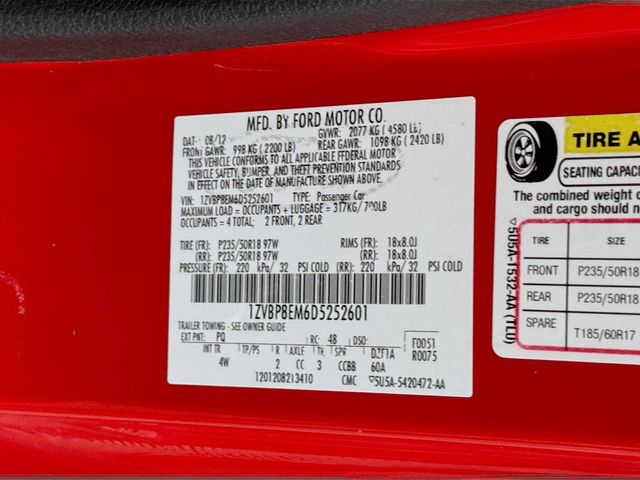 MFD. BY FORD MOTOR CO.
DAT- 08/12 GVWR: 2077 KG ( 4580 LB)
FRONT GAWR: 998 KG ( 2200 LB) REAR GAWR: 1098 KG ( 2420 LB)
THIS VEHICLE CONFORMS TO ALL APPLICABLE FEDERAL MOTOR
VEHICLE SAFETY, BUMPER, AND THEFT PREVENTION STANDARDS
IN EFFECT ON THE DATE OF MANUFACTURE SHOWN ABOVE.
VIN: 1ZVBP8EM6D5252601 TYPE: Passenger Car
MAXIMUM LOAD = OCCUPANTS + LUGGAGE = 317KG/700LB
OCCUPANTS = 4 TOTAL; 2 FRONT, 2 REAR
TIRE (FR): P235/50R18 97W RIMS (FR): 18x8.0J
(RR): P235/50R18 97W (RR): 18x8.0J
PRESSURE (FR): 220 kPa/ 32 PSI COLD (RR): 220 kPa/ 32 PSI COLD
1ZVBP8EM6D5252601
TRAILER TOWING - SEE OWNER GUIDE
EXT PNT: PQ RC: 48 DSO: F0051
INT TR TP/PS R AXLE TR SPR DZF1A R0075
4W 2 CC 3 CCBB 60A
1201208213410 CMC ▽5U5A-5420472-AA
▽5U5A-1532-AA (YLU)
TIRE A
SEATING CAPACI
The combined weight of
and cargo should n
TIRE SIZE
FRONT P235/50R18
REAR P235/50R18
SPARE T185/60R17